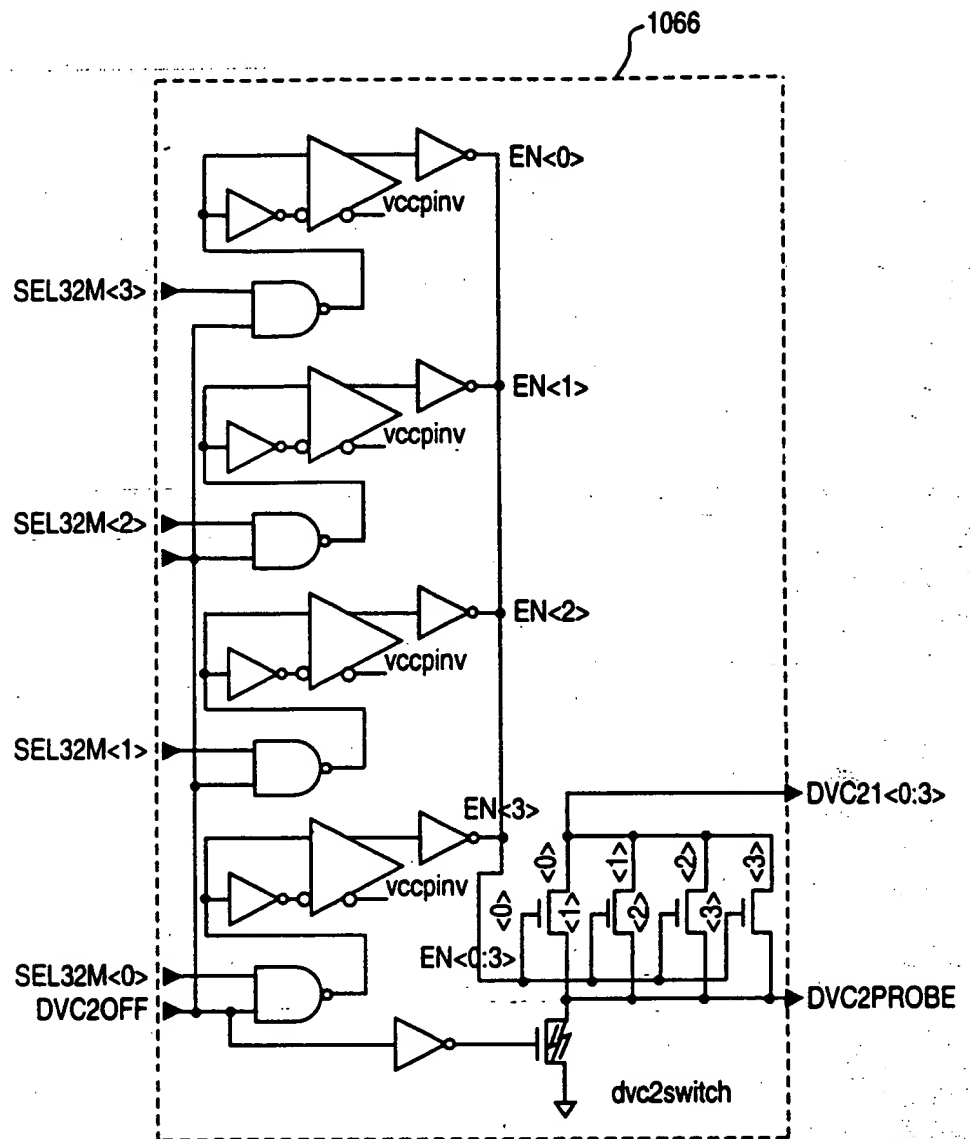 1066
EN<0>
vccpinv
SEL32M<3>
EN<1>
vccpinv
SEL32M<2>
EN<2>
vccpinv
SEL32M<1>
DVC21<0:3>
EN<3>
<0>
<1>
<2>
<3>
vccpinv
<0>
<1>
<2>
<3>
EN<0:3>
SEL32M<0>
DVC2OFF
DVC2PROBE
dvc2switch